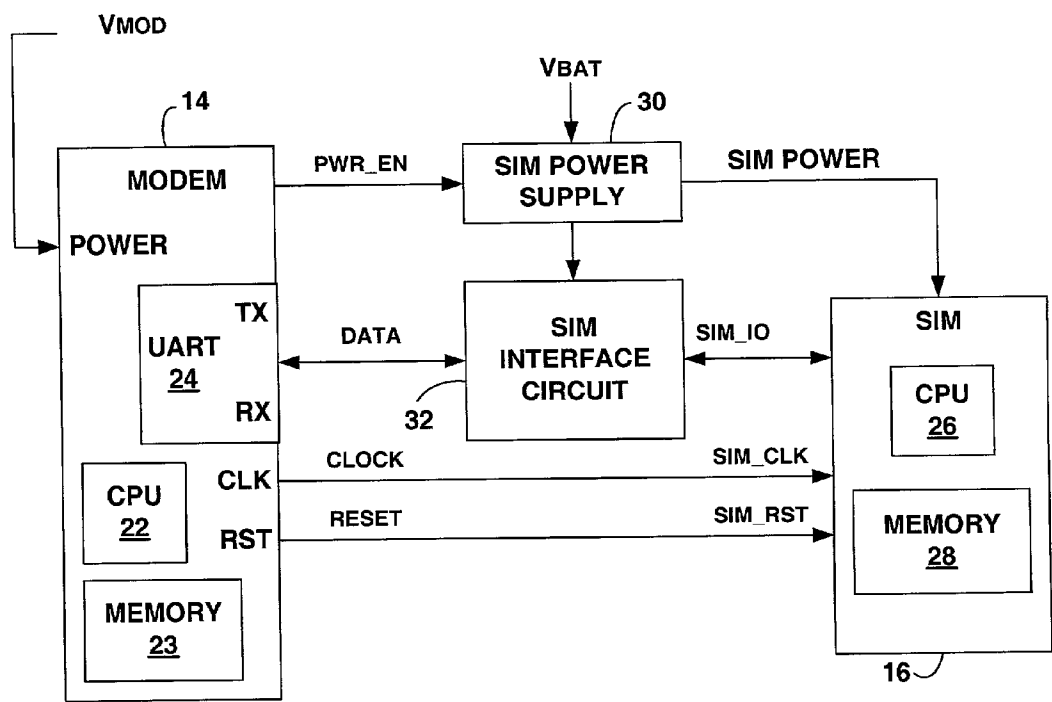 VMOD
VBAT
14
30
MODEM
PWR_EN
SIM POWER
SUPPLY
SIM POWER
POWER
TX
UART
24
RX
DATA
SIM
INTERFACE
CIRCUIT
32
SIM_IO
SIM
CPU
26
CLK
CLOCK
SIM_CLK
CPU
22
RST
RESET
SIM_RST
MEMORY
28
MEMORY
23
16